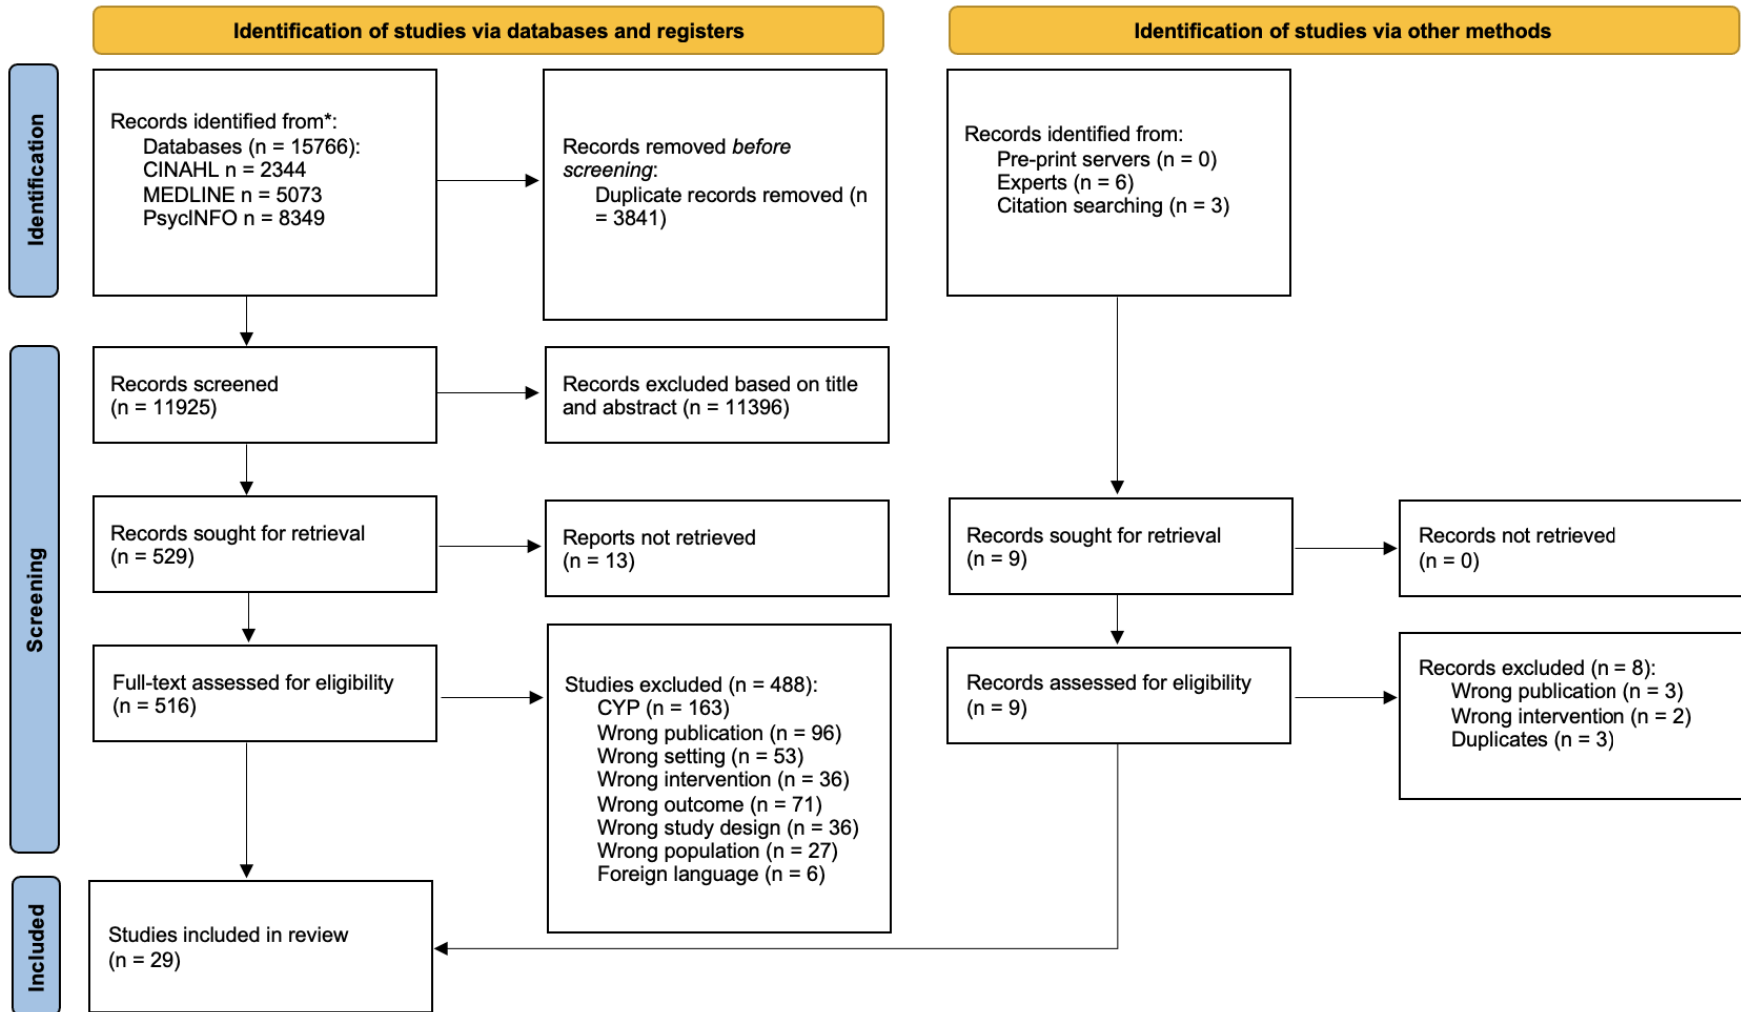 Identification of studies via databases and registers
Identification of studies via other methods
Identification
Records identified from*:
Databases (n = 15766):
CINAHL n = 2344
MEDLINE n = 5073
PsycINFO n = 8349
Records removed before
screening:
Duplicate records removed (n
= 3841)
Records identified from:
Pre-print servers (n = 0)
Experts (n = 6)
Citation searching (n = 3)
Screening
Records screened
(n = 11925)
Records excluded based on title
and abstract (n = 11396)
Records sought for retrieval
(n = 529)
Reports not retrieved
(n = 13)
Records sought for retrieval
(n = 9)
Records not retrieved
(n = 0)
Full-text assessed for eligibility
(n = 516)
Studies excluded (n = 488):
CYP (n = 163)
Wrong publication (n = 96)
Wrong setting (n = 53)
Wrong intervention (n = 36)
Wrong outcome (n = 71)
Wrong study design (n = 36)
Wrong population (n = 27)
Foreign language (n = 6)
Records assessed for eligibility
(n = 9)
Records excluded (n = 8):
Wrong publication (n = 3)
Wrong intervention (n = 2)
Duplicates (n = 3)
Included
Studies included in review
(n = 29)